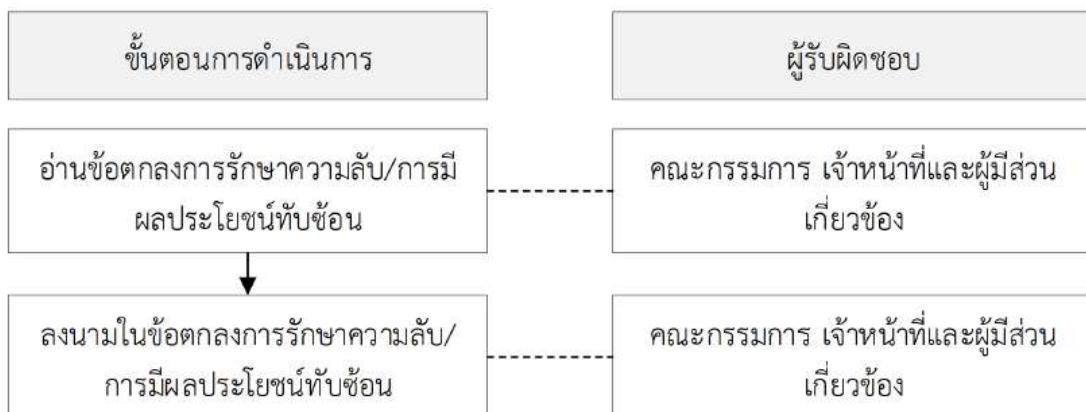 ขั้นตอนการดำเนินการ
ผู้รับผิดชอบ
อ่านข้อตกลงการรักษาความลับ/การมี
ผลประโยชน์ทับซ้อน
คณะกรรมการ เจ้าหน้าที่และผู้มีส่วน
เกี่ยวข้อง
ลงนามในข้อตกลงการรักษาความลับ/
การมีผลประโยชน์ทับซ้อน
คณะกรรมการ เจ้าหน้าที่และผู้มีส่วน
เกี่ยวข้อง